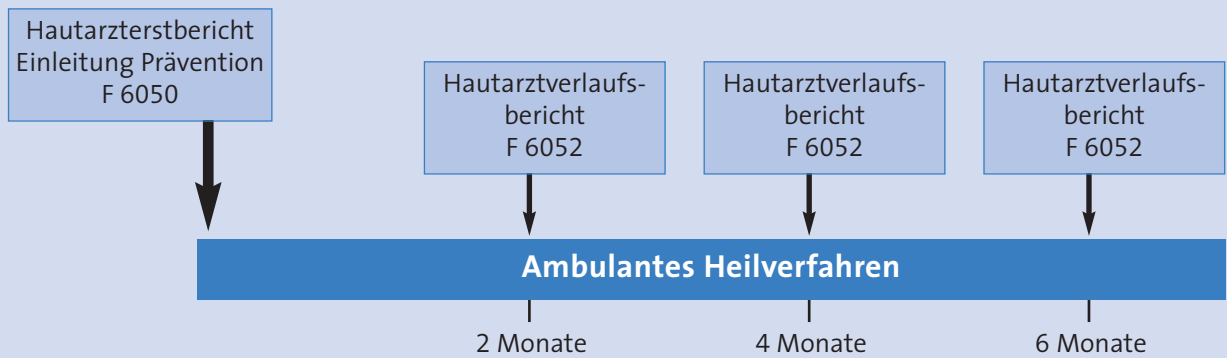 Hautarzterstbericht
Einleitung Prävention
F 6050
Hautarztverlaufs-
bericht
F 6052
Hautarztverlaufs-
bericht
F 6052
Hautarztverlaufs-
bericht
F 6052
Ambulantes Heilverfahren
2 Monate
4 Monate
6 Monate